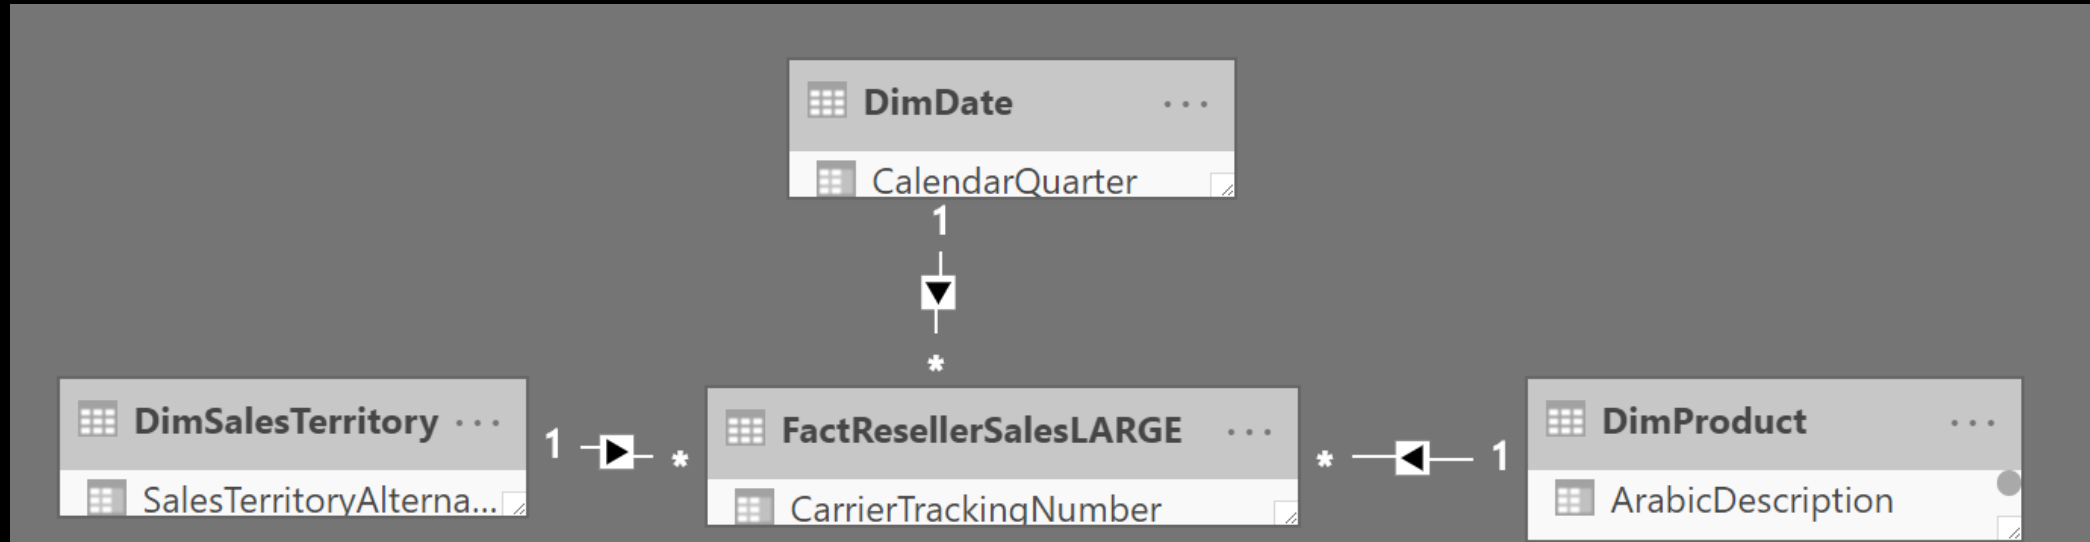 DimDate ...
CalendarQuarter
1
*
DimSalesTerritory ...
SalesTerritoryAlterna...
1 *
FactResellerSalesLARGE ...
CarrierTrackingNumber
* 1
DimProduct ...
ArabicDescription